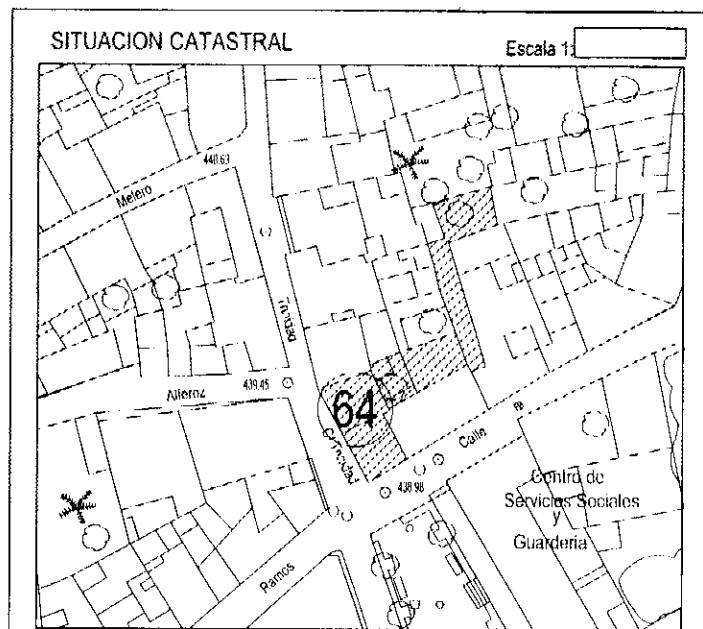 SITUACION CATASTRAL
Escala 1:
440.63
Melero
439.45
Alferez
64
Calle
438.98
Centro de
Servicios Sociales
y
Guarderia
Ramos